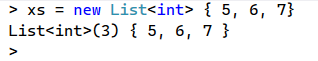 > xs = new List<int> { 5, 6, 7}
List<int>(3) { 5, 6, 7 }
>